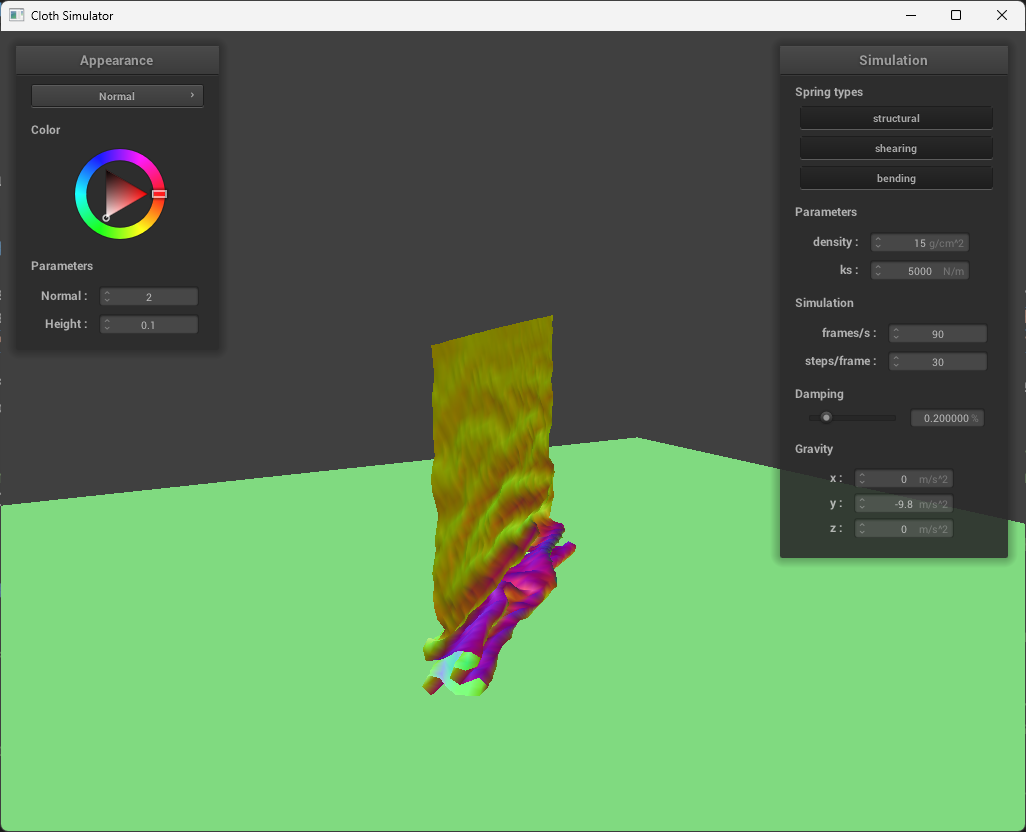 Cloth Simulator
Appearance
Normal
Color
Parameters
Normal :
2
Height :
0.1
Simulation
Spring types
structural
shearing
bending
Parameters
density :
15 g/cm^2
ks :
5000 N/m
Simulation
frames/s :
90
steps/frame :
30
Damping
0.200000 %
Gravity
x :
0 m/s^2
y :
-9.8 m/s^2
z :
0 m/s^2